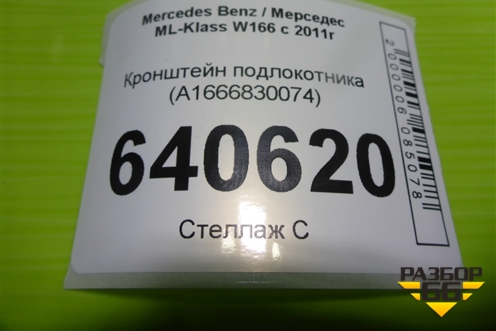 Mercedes Benz / Мерседес
ML-Klass W166 с 2011г
Кронштейн подлокотника
(A1666830074)
640620
Стеллаж С
2000006085078
РАЗБОР
66